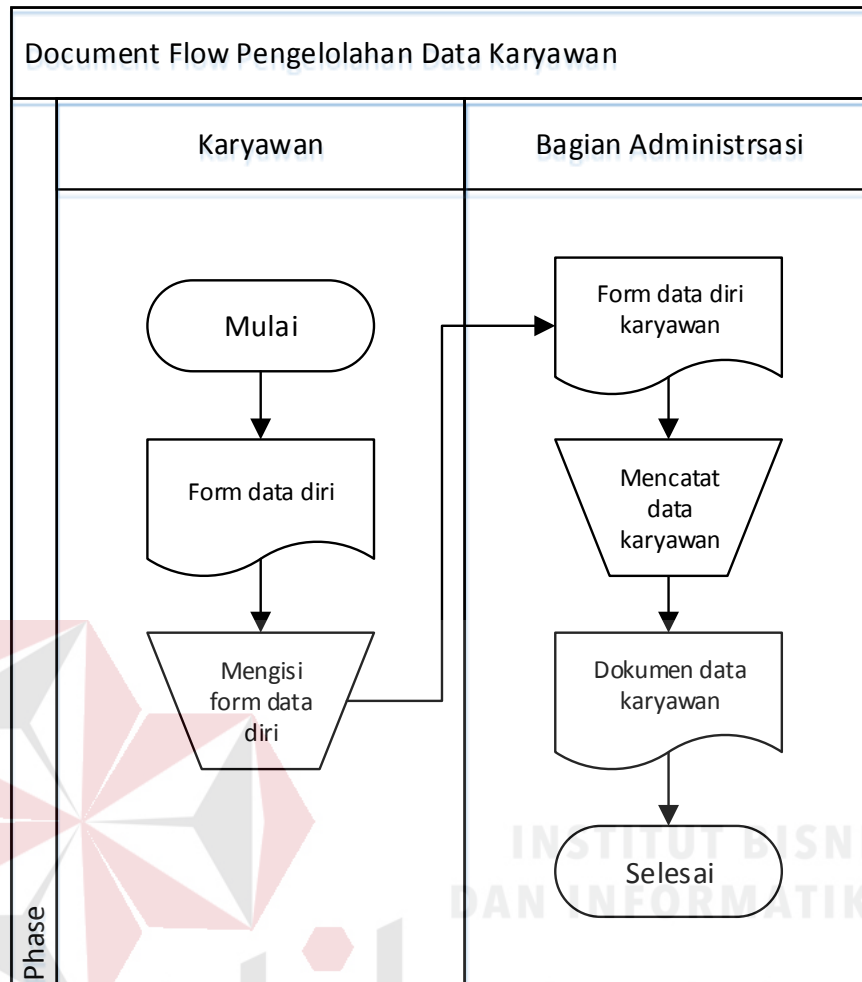 Document Flow Pengelolahan Data Karyawan
Karyawan
Bagian Administrsasi
Mulai
Form data diri
Mengisi
form data
diri
Form data diri
karyawan
Mencatat
data
karyawan
Dokumen data
karyawan
Selesai
Phase
INSTITUT BISNI
DAN INFORMATIK